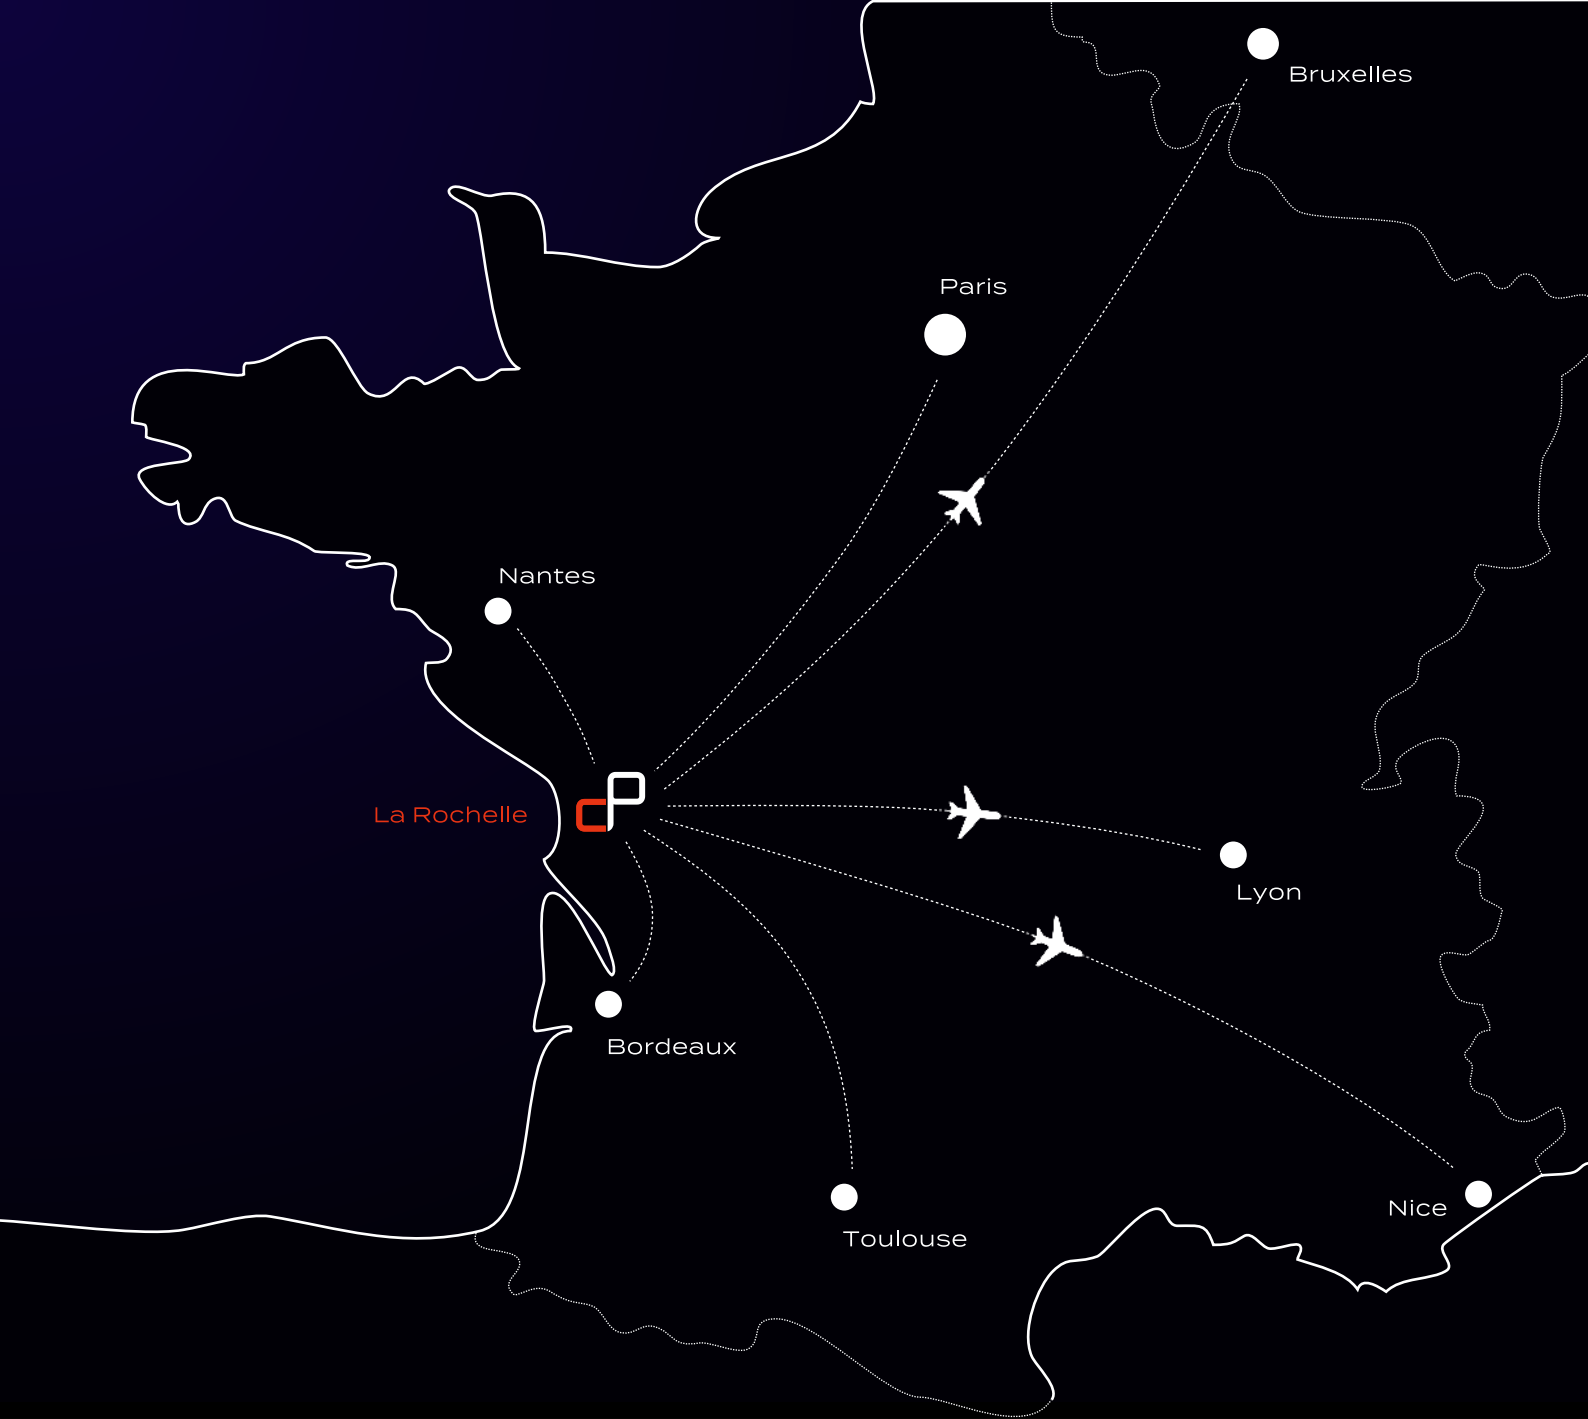 Bruxelles
Paris
Nantes
La Rochelle
Lyon
Bordeaux
Nice
Toulouse